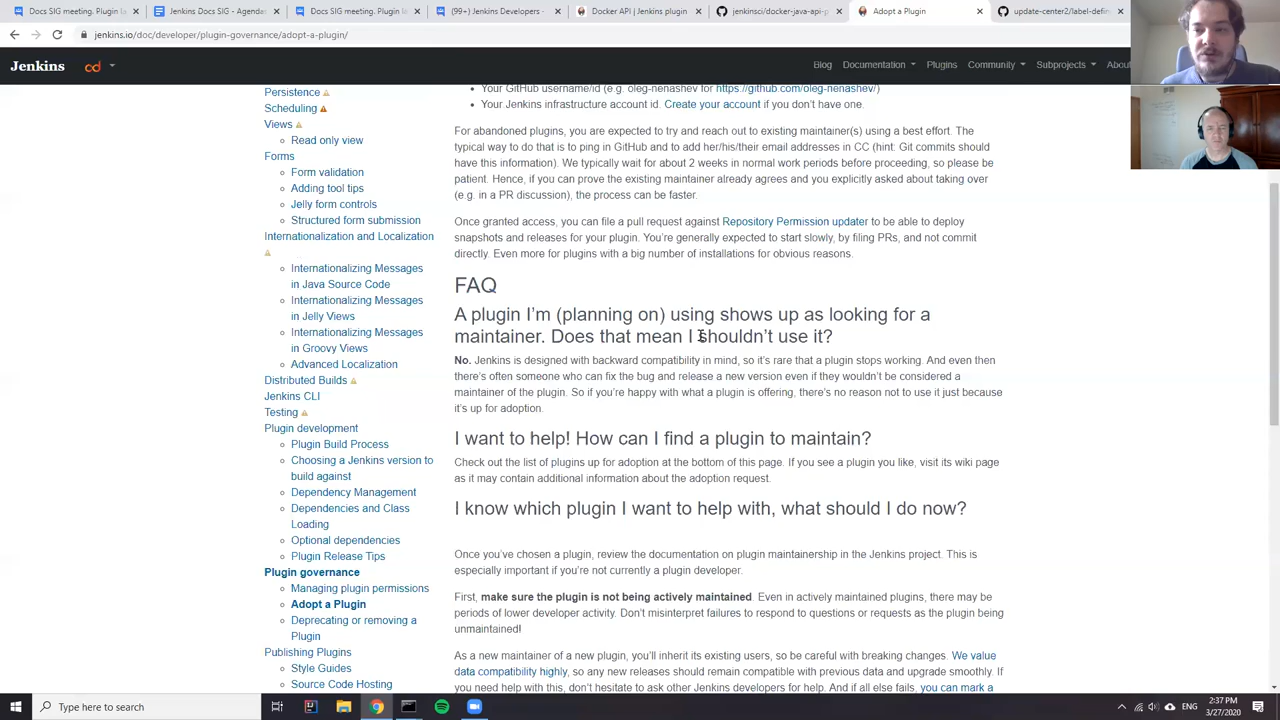 Docs SIG meeting. Plugin la
Jenkins Docs SIG - Agendas
Docs SIG meeting. Plugin la
(99+) Jenkins Developers -
Docker API | Jenkins plugin
jenkinsci/docker-java-api-p
Adopt a Plugin
update-center2/label-defin
jenkins.io/doc/developer/plugin-governance/adopt-a-plugin/
Jenkins
cd
Blog
Documentation
Plugins
Community
Subprojects
About
Persistence
Scheduling
Views
Read only view
Forms
Form validation
Adding tool tips
Jelly form controls
Structured form submission
Internationalization and Localization
Internationalizing Messages
in Java Source Code
Internationalizing Messages
in Jelly Views
Internationalizing Messages
in Groovy Views
Advanced Localization
Distributed Builds
Jenkins CLI
Testing
Plugin development
Plugin Build Process
Choosing a Jenkins version to
build against
Dependency Management
Dependencies and Class
Loading
Optional dependencies
Plugin Release Tips
Plugin governance
Managing plugin permissions
Adopt a Plugin
Deprecating or removing a
Plugin
Publishing Plugins
Style Guides
Source Code Hosting
Your GitHub username/id (e.g. oleg-nenashev for https://github.com/oleg-nenashev/)
Your Jenkins infrastructure account id. Create your account if you don't have one.
For abandoned plugins, you are expected to try and reach out to existing maintainer(s) using a best effort. The
typical way to do that is to ping in GitHub and to add her/his/their email addresses in CC (hint: Git commits should
have this information). We typically wait for about 2 weeks in normal work periods before proceeding, so please be
patient. Hence, if you can prove the existing maintainer already agrees and you explicitly asked about taking over
(e.g. in a PR discussion), the process can be faster.
Once granted access, you can file a pull request against Repository Permission updater to be able to deploy
snapshots and releases for your plugin. You're generally expected to start slowly, by filing PRs, and not commit
directly. Even more for plugins with a big number of installations for obvious reasons.
FAQ
A plugin I'm (planning on) using shows up as looking for a
maintainer. Does that mean I shouldn't use it?
No. Jenkins is designed with backward compatibility in mind, so it's rare that a plugin stops working. And even then
there's often someone who can fix the bug and release a new version even if they wouldn't be considered a
maintainer of the plugin. So if you're happy with what a plugin is offering, there's no reason not to use it just because
it's up for adoption.
I want to help! How can I find a plugin to maintain?
Check out the list of plugins up for adoption at the bottom of this page. If you see a plugin you like, visit its wiki page
as it may contain additional information about the adoption request.
I know which plugin I want to help with, what should I do now?
Once you've chosen a plugin, review the documentation on plugin maintainership in the Jenkins project. This is
especially important if you're not currently a plugin developer.
First, make sure the plugin is not being actively maintained. Even in actively maintained plugins, there may be
periods of lower developer activity. Don't misinterpret failures to respond to questions or requests as the plugin being
unmaintained!
As a new maintainer of a new plugin, you'll inherit its existing users, so be careful with breaking changes. We value
data compatibility highly, so any new releases should remain compatible with previous data and upgrade smoothly. If
you need help with this, don't hesitate to ask other Jenkins developers for help. And if all else fails, you can mark a
Type here to search
ENG
2:37 PM
3/27/2020